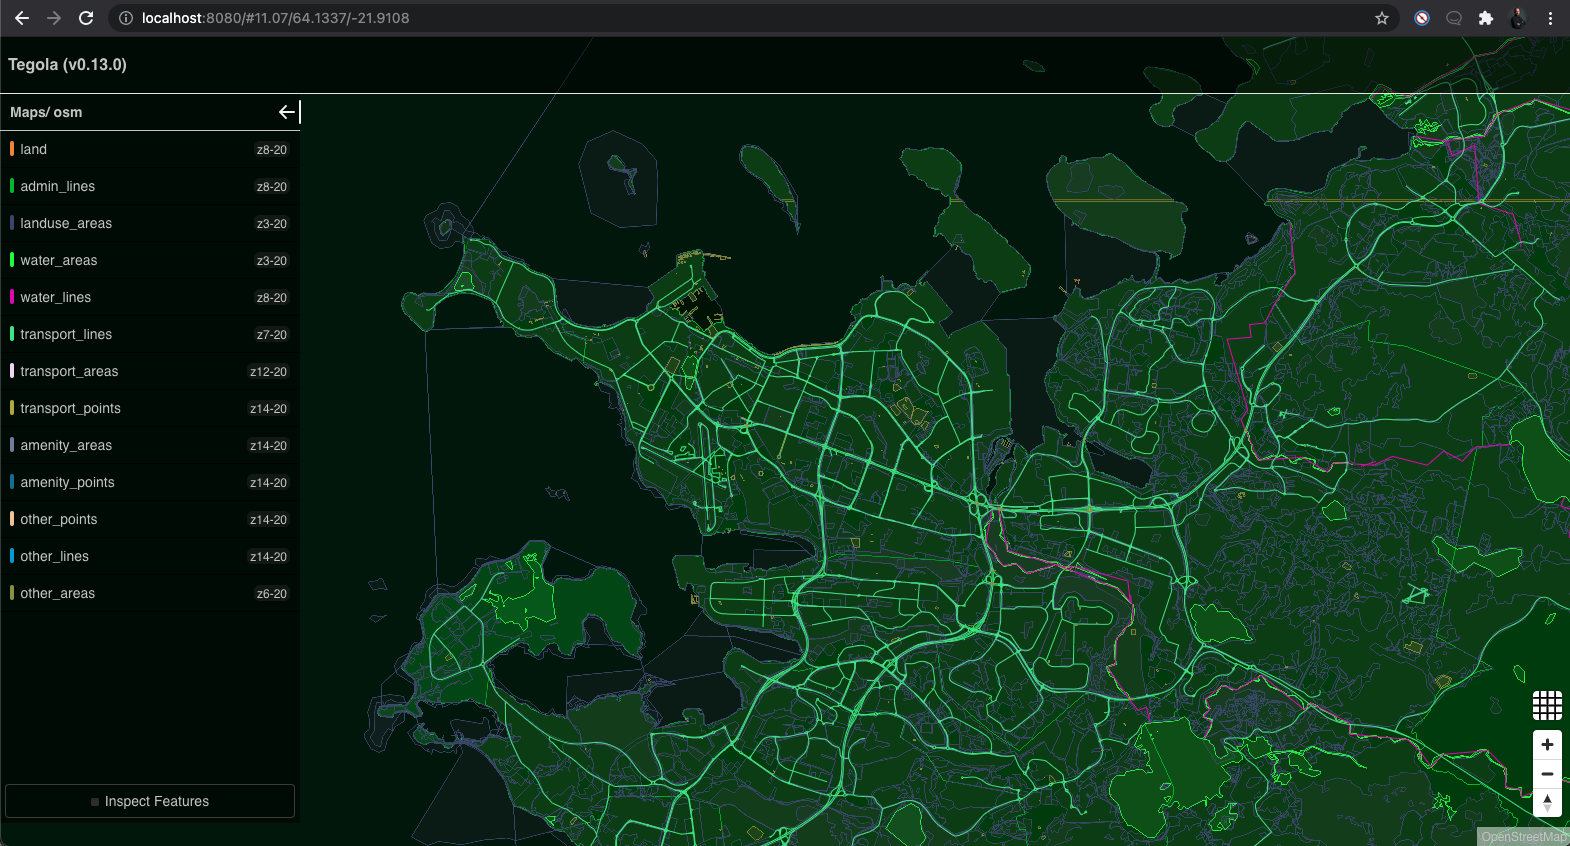 localhost:8080/#11.07/64.1337/-21.9108
Tegola (v0.13.0)
Maps/ osm
land z8-20
admin_lines z8-20
landuse_areas z3-20
water_areas z3-20
water_lines z8-20
transport_lines z7-20
transport_areas z12-20
transport_points z14-20
amenity_areas z14-20
amenity_points z14-20
other_points z14-20
other_lines z14-20
other_areas z6-20
Inspect Features
OpenStreetMap